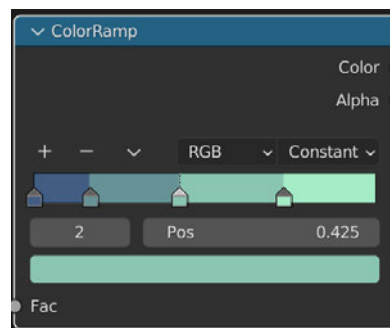 ColorRamp
Color
Alpha
+ − RGB Constant
2 Pos 0.425
Fac